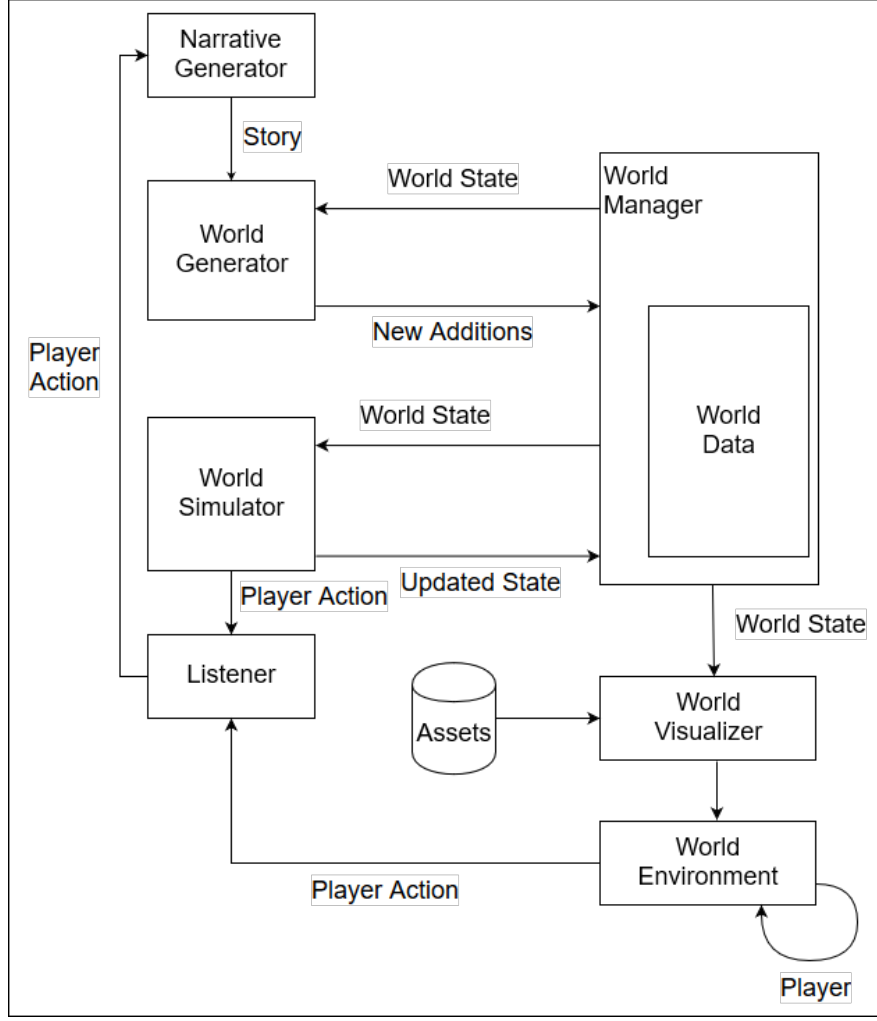 Narrative
Generator
Story
World State
World
Manager
World
Generator
New Additions
Player
Action
World State
World
Data
World
Simulator
Updated State
Player Action
World State
Listener
Assets
World
Visualizer
World
Environment
Player Action
Player